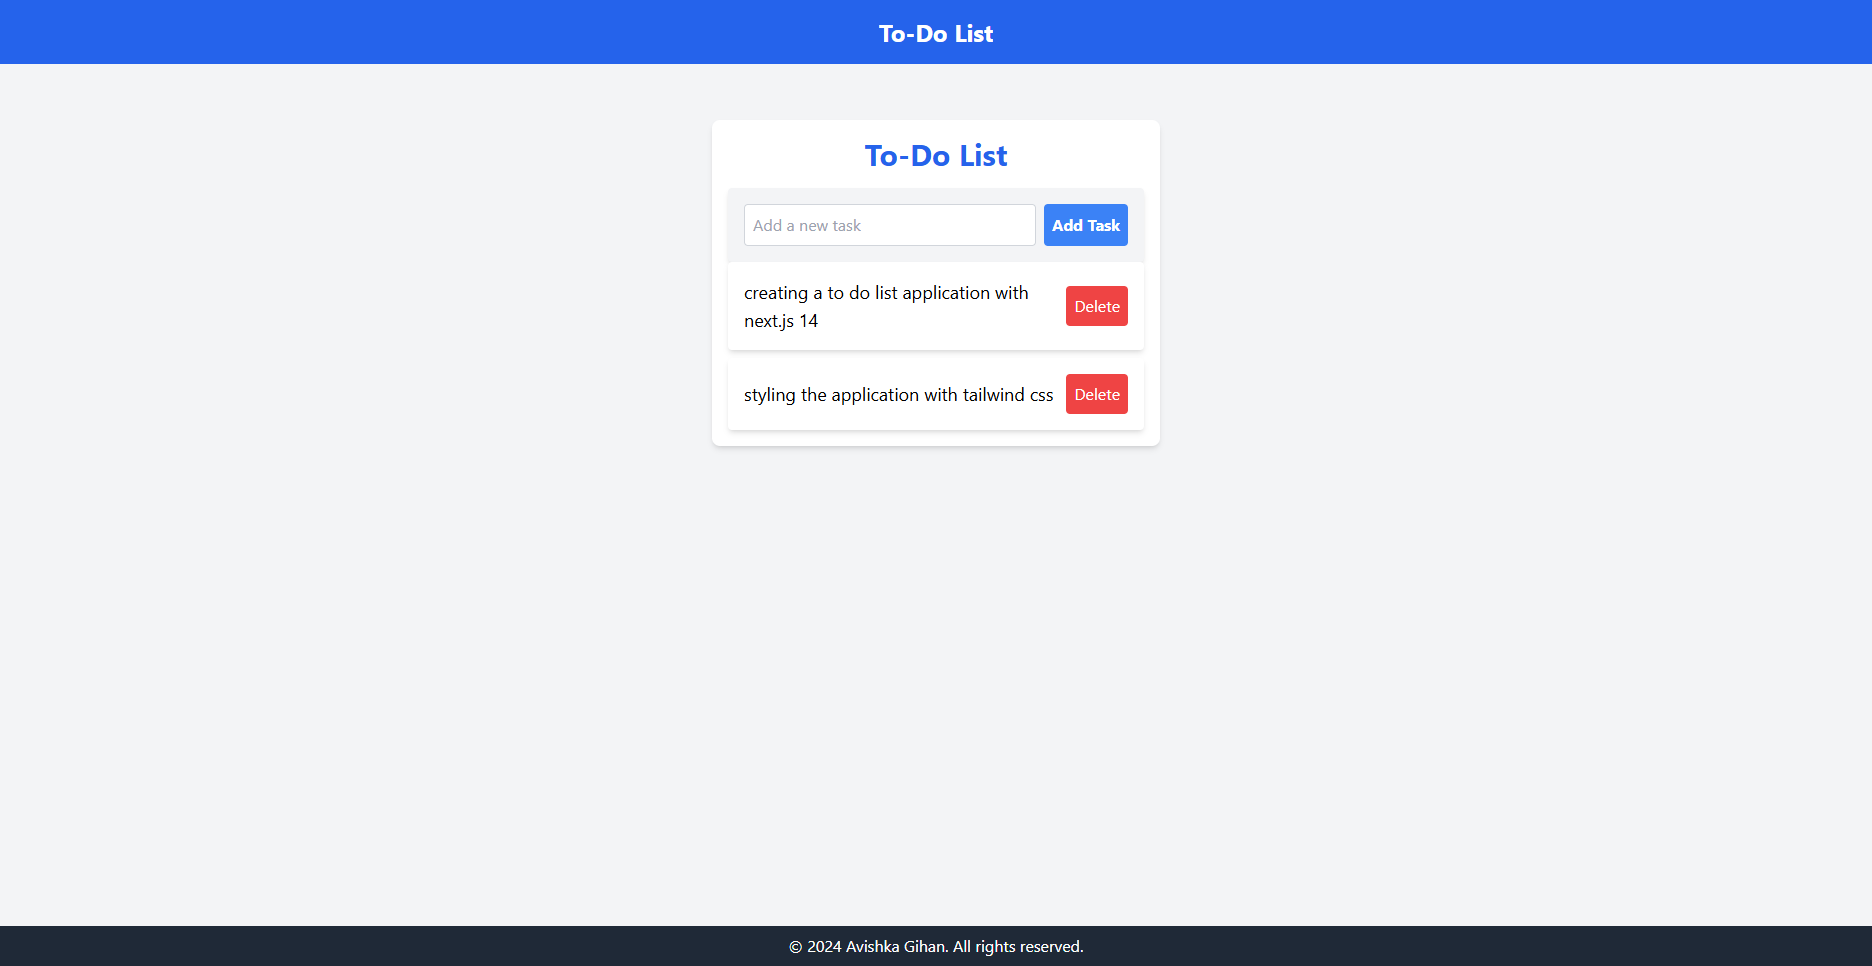 To-Do List
To-Do List
Add a new task
Add Task
creating a to do list application with
next.js 14
Delete
styling the application with tailwind css
Delete
© 2024 Avishka Gihan. All rights reserved.